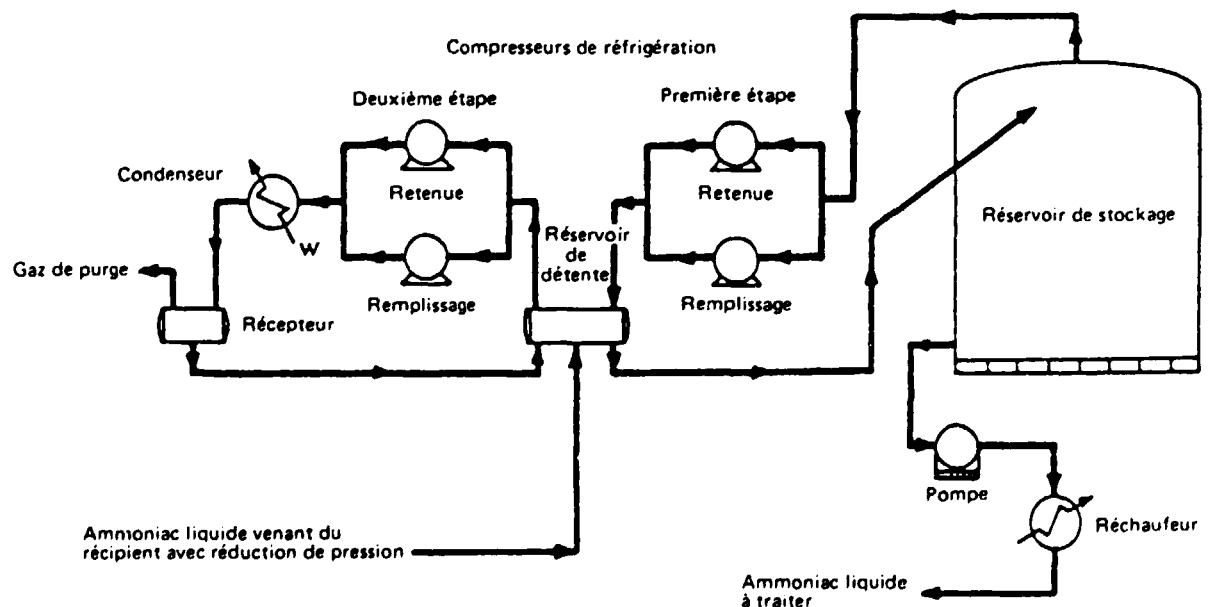 Compresseurs de réfrigération
Deuxième étape
Première étape
Condenseur
Retenue
Retenue
Réservoir de stockage
W
Réservoir
de
détente
Gaz de purge
Remplissage
Remplissage
Récepteur
Pompe
Réchaufeur
Ammoniac liquide venant du
récipient avec réduction de pression
Ammoniac liquide
à traiter